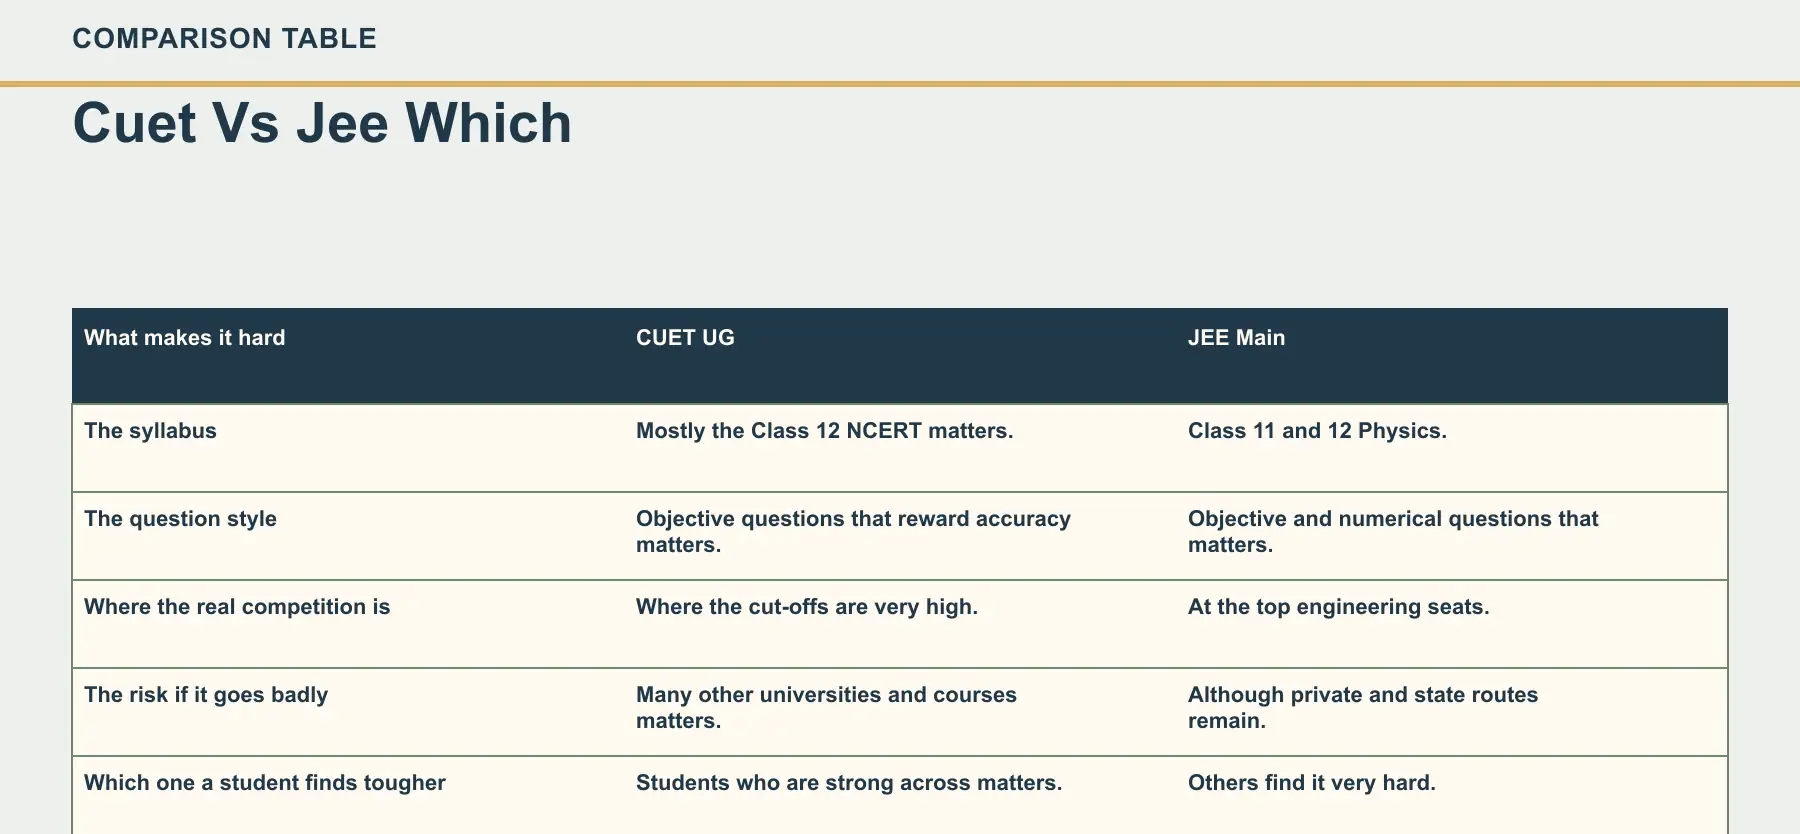 COMPARISON TABLE
Cuet Vs Jee Which
What makes it hard CUET UG JEE Main
The syllabus Mostly the Class 12 NCERT matters. Class 11 and 12 Physics.
The question style Objective questions that reward accuracy Objective and numerical questions that
matters. matters.
Where the real competition is Where the cut-offs are very high. At the top engineering seats.
The risk if it goes badly Many other universities and courses Although private and state routes
matters. remain.
Which one a student finds tougher Students who are strong across matters. Others find it very hard.